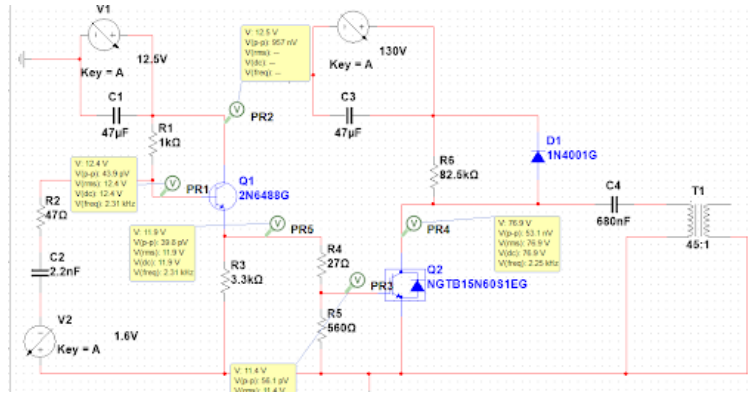 V1
12.5V
Key = A
C1
47µF
R1
1kΩ
V: 12.5 V
V(p-p): 957 nV
V(rms): --
V(dc): --
V(freq): --
PR2
130V
Key = A
C3
47µF
R6
82.5kΩ
D1
1N4001G
C4
680nF
T1
45:1
V: 12.4 V
V(p-p): 43.9 pV
V(rms): 12.4 V
V(dc): 12.4 V
V(freq): 2.31 kHz
PR1
Q1
2N6488G
R2
47Ω
C2
2.2nF
V2
1.6V
Key = A
V: 11.9 V
V(p-p): 39.8 pV
V(rms): 11.9 V
V(dc): 11.9 V
V(freq): 2.31 kHz
PR5
R3
3.3kΩ
R4
27Ω
PR3
R5
560Ω
PR4
V: 76.9 V
V(p-p): 53.1 nV
V(rms): 76.9 V
V(dc): 76.9 V
V(freq): 2.25 kHz
Q2
NGTB15N60S1EG
V: 11.4 V
V(p-p): 56.1 pV
V(rms): 11.4 V